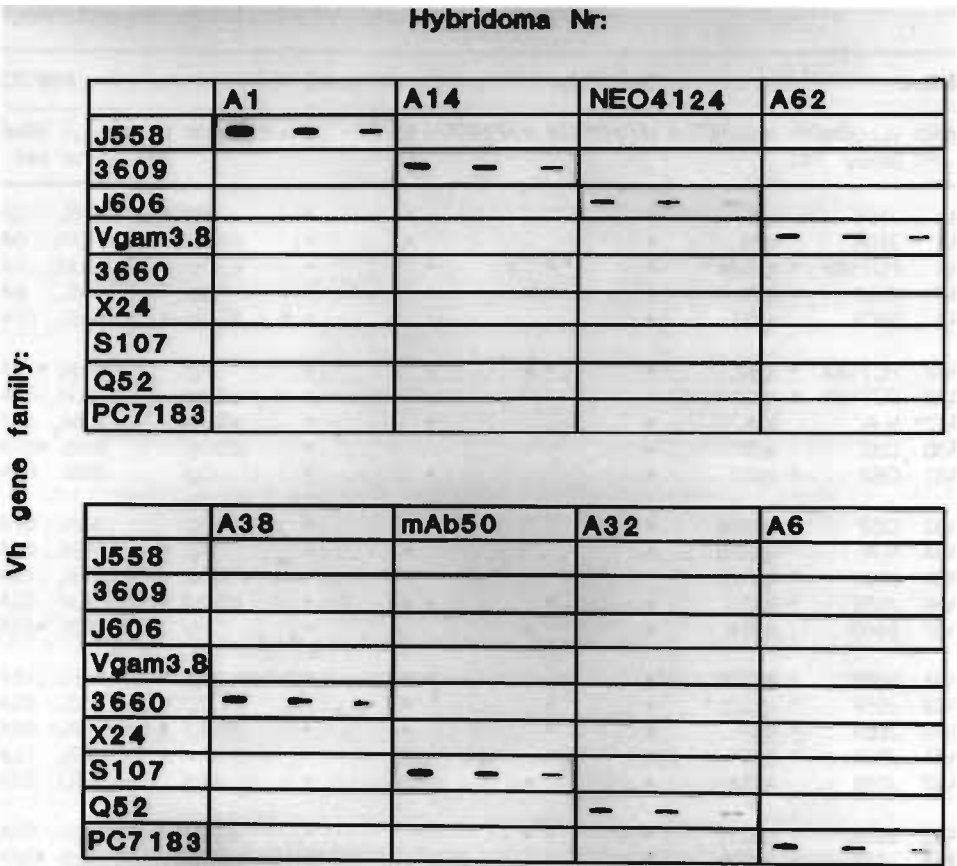 Hybridoma Nr:
A1 A14 NEO4124 A62
J558
3609
J606
Vgam3.8
3660
X24
S107
Q52
PC7183
Vh gene family:
A38 mAb50 A32 A6
J558
3609
J606
Vgam3.8
3660
X24
S107
Q52
PC7183